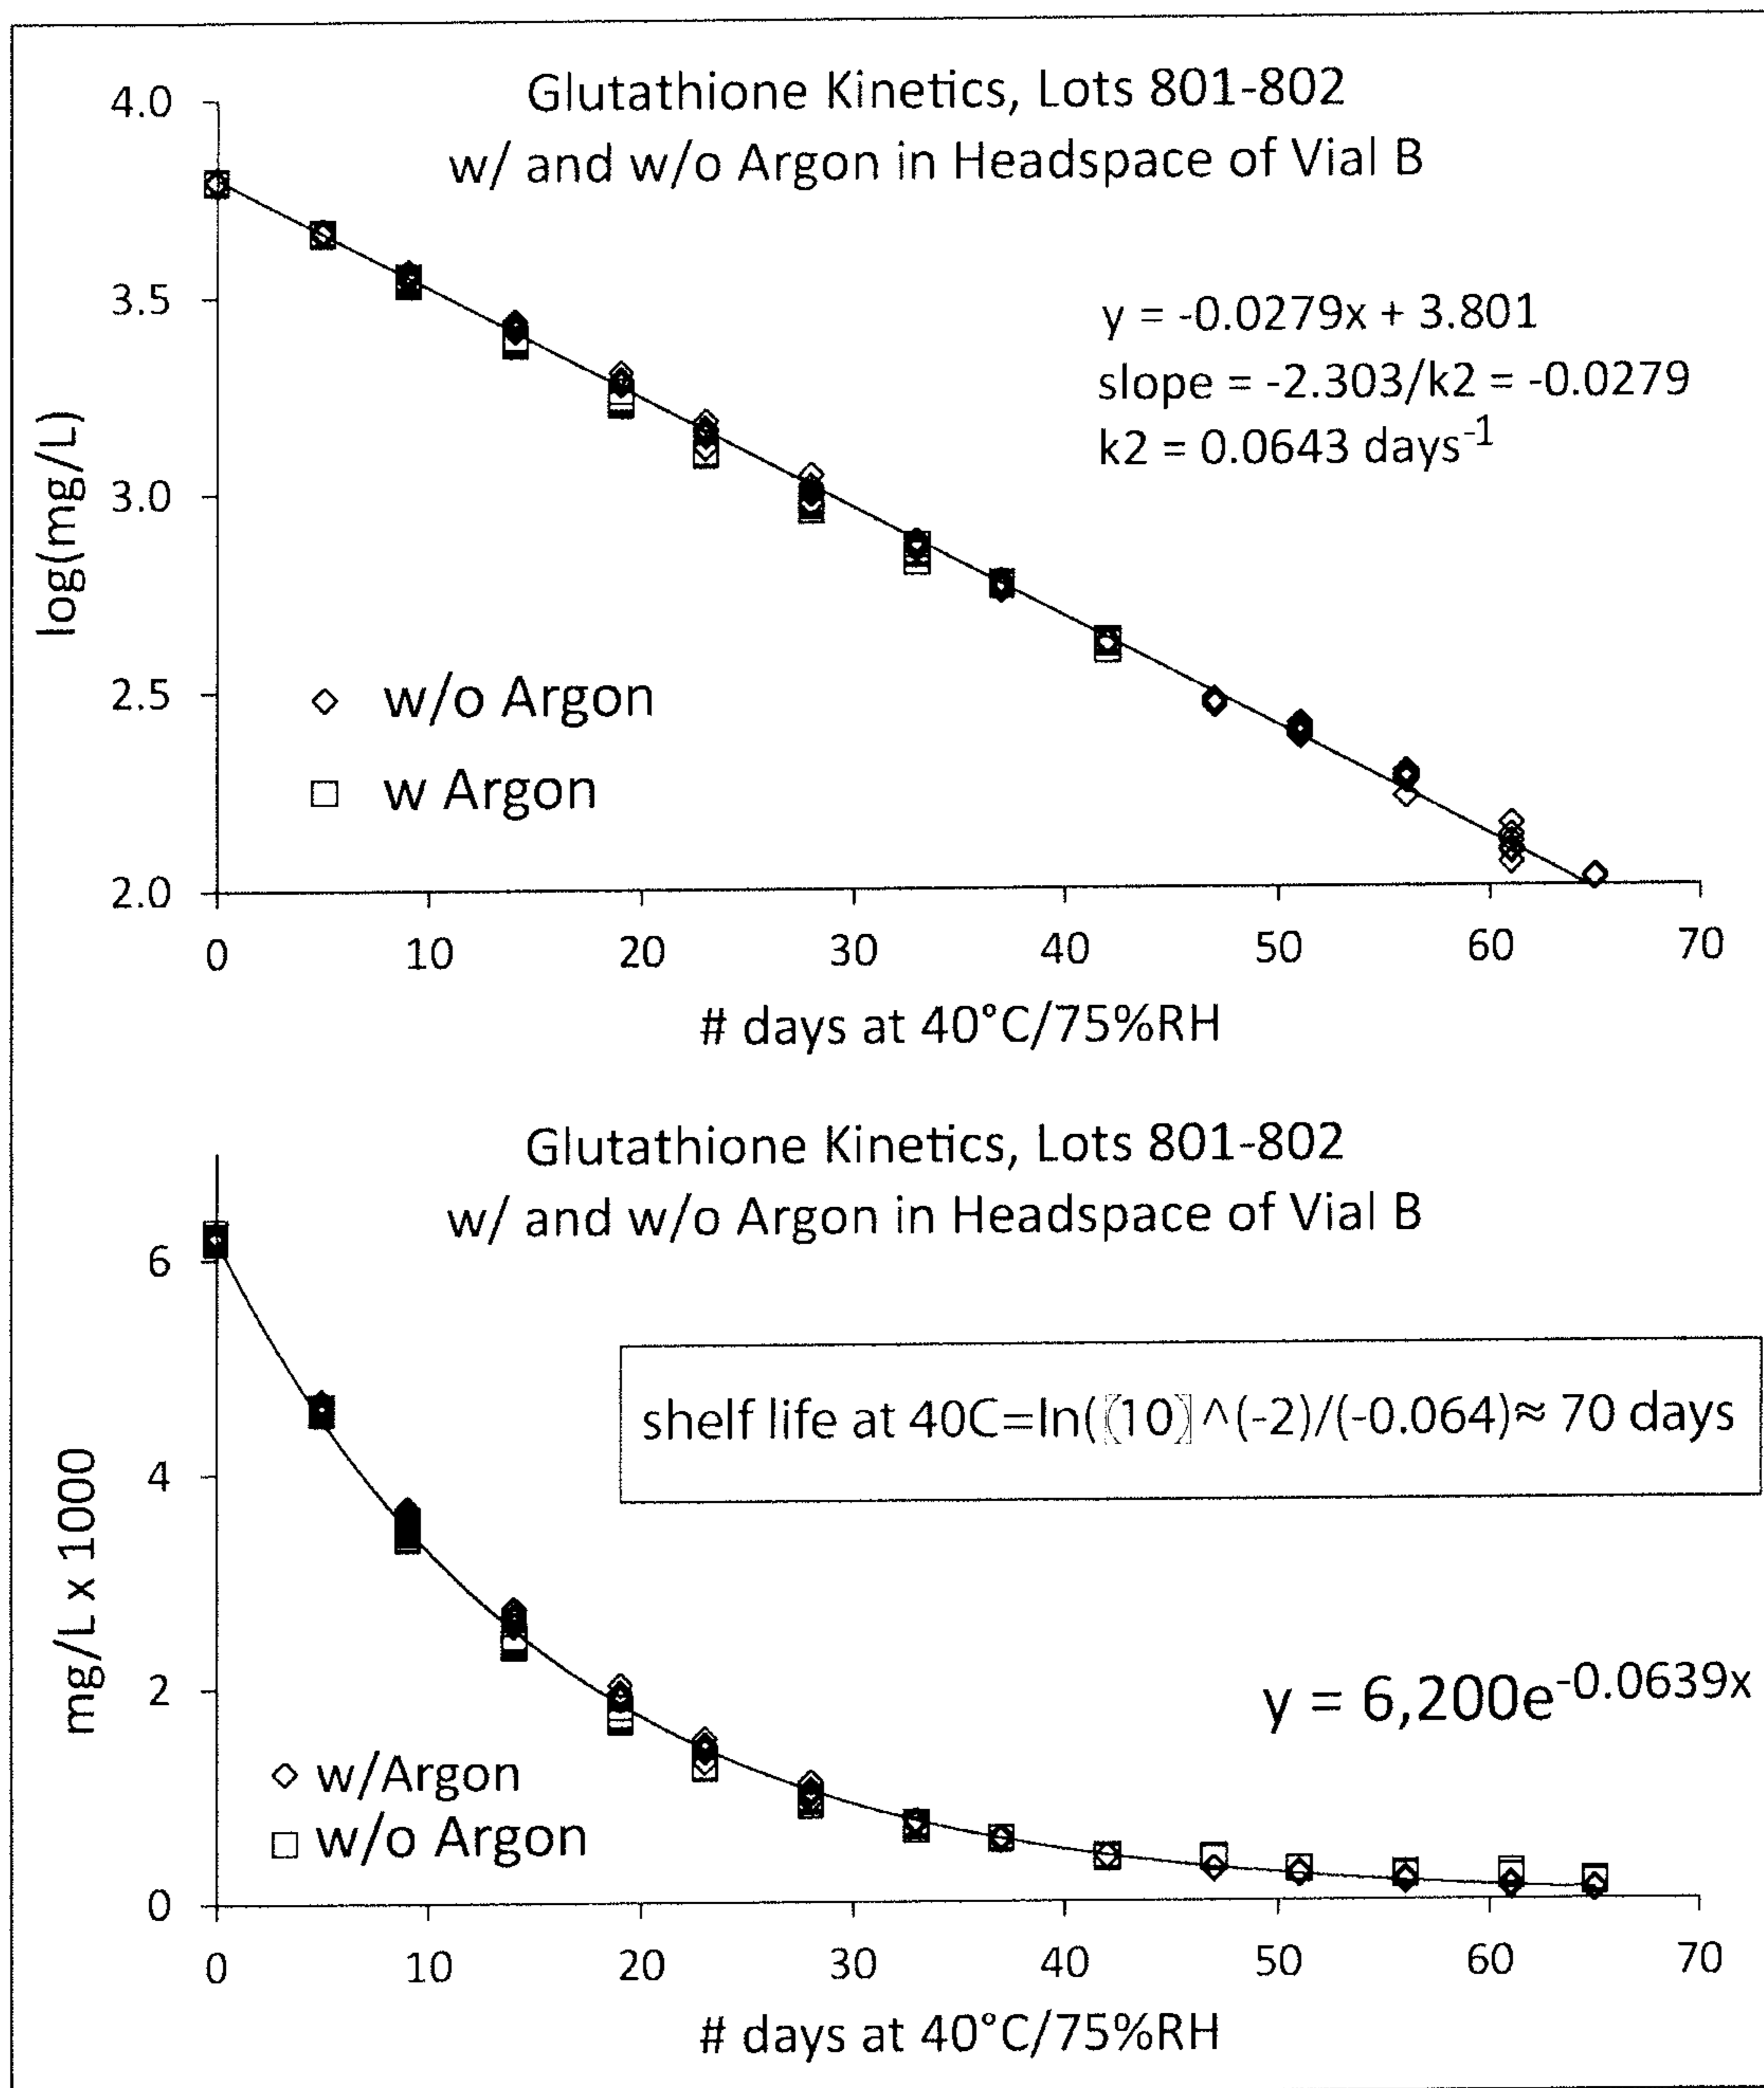 Glutathione Kinetics, Lots 801-802
w/ and w/o Argon in Headspace of Vial B
4.0
3.5
3.0
2.5
2.0
log(mg/L)
y = -0.0279x + 3.801
slope = -2.303/k2 = -0.0279
k2 = 0.0643 days⁻¹
w/o Argon
w Argon
0 10 20 30 40 50 60 70
# days at 40°C/75%RH
Glutathione Kinetics, Lots 801-802
w/ and w/o Argon in Headspace of Vial B
6
4
2
0
mg/L x 1000
shelf life at 40C=ln(〖(10)〗^(-2)/(-0.064)≈ 70 days
y = 6,200e^-0.0639x
w/Argon
w/o Argon
0 10 20 30 40 50 60 70
# days at 40°C/75%RH